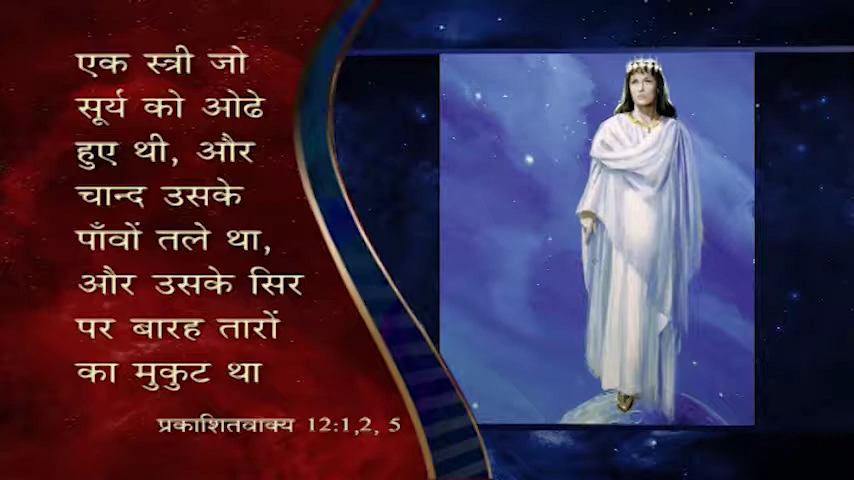 एक स्त्री जो
सूर्य को ओढे
हुए थी, और
चान्द उसके
पाँवों तले था,
और उसके सिर
पर बारह तारों
का मुकुट था
प्रकाशितवाक्य 12:1,2, 5